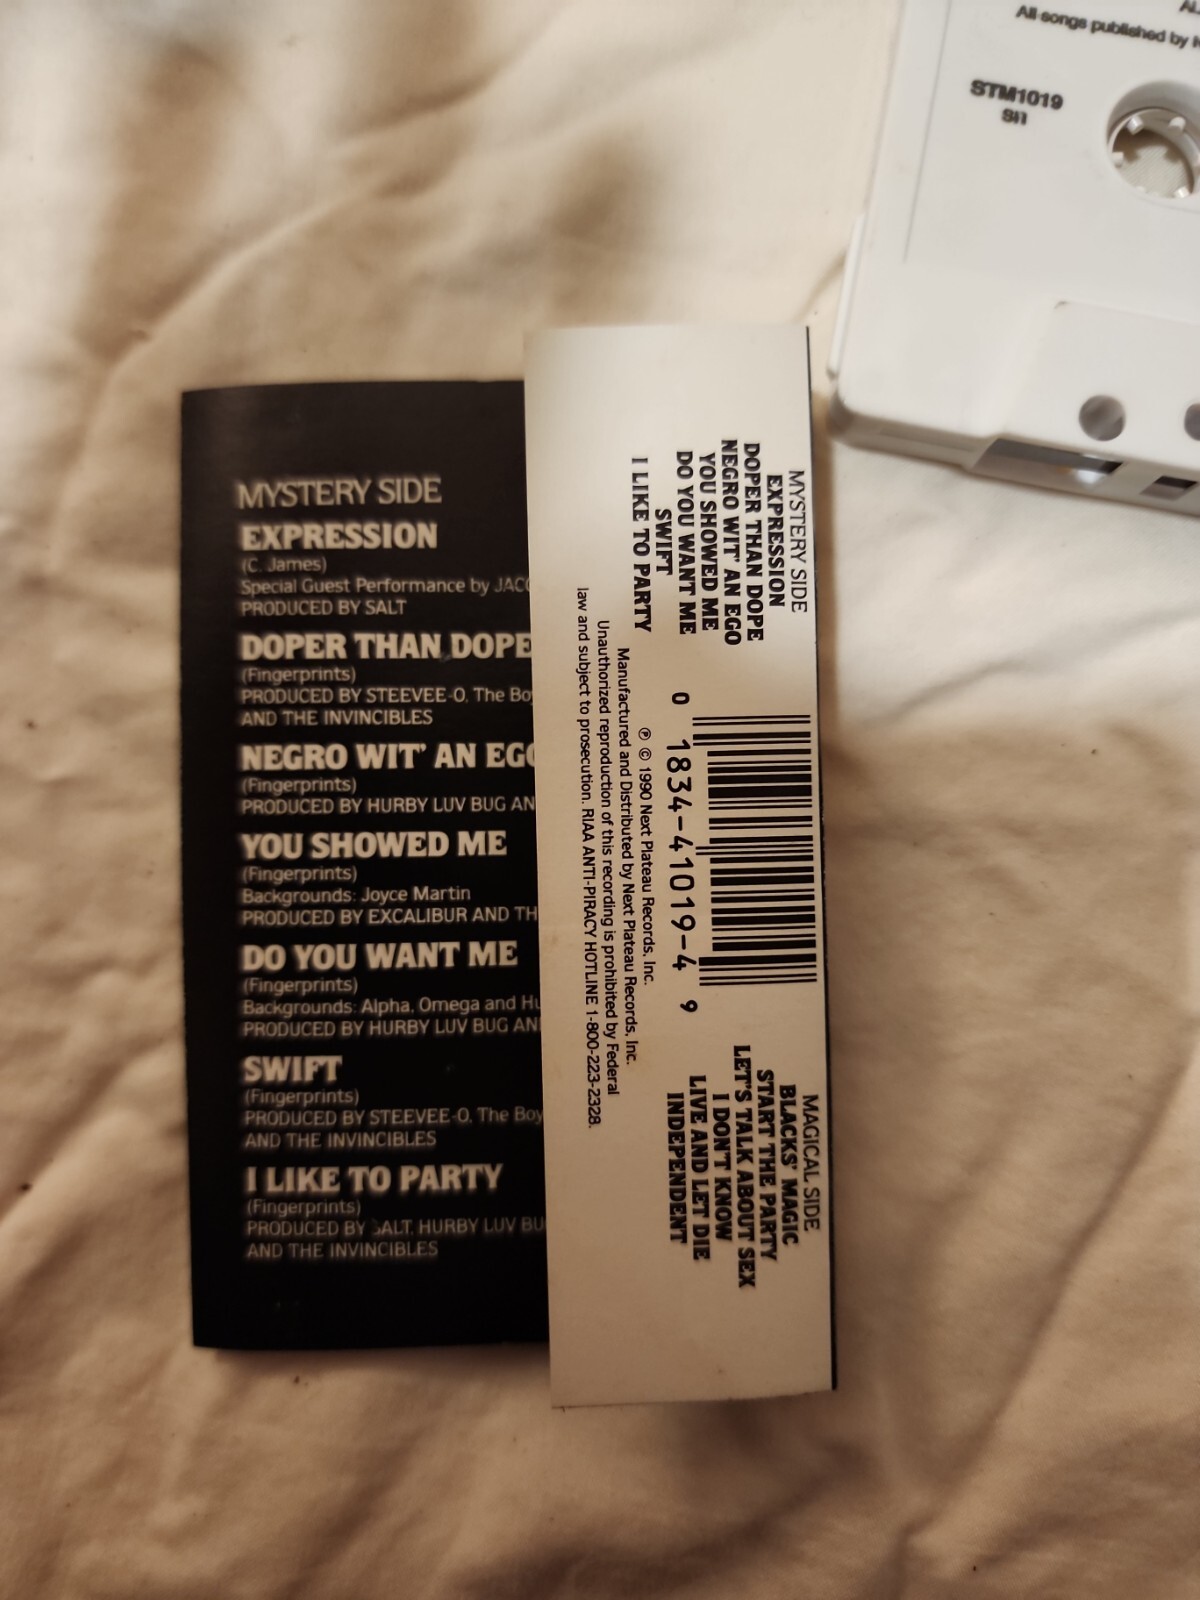 MYSTERY SIDE
EXPRESSION
(C. James)
Special Guest Performance by
PRODUCED BY SALT
DOPER THAN DOPE
(Fingerprints)
PRODUCED BY STEEVEE-O, The
AND THE INVINCIBLES
NEGRO WIT' AN
(Fingerprints)
PRODUCED BY HURBY LUV BUG
YOU SHOWED ME
(Fingerprints)
Backgrounds: Joyce Martin
PRODUCED BY EXCALIBUR AND
DO YOU WANT ME
(Fingerprints)
Backgrounds: Alpha, Omega and
PRODUCED BY HURBY LUV BUG
SWIFT
(Fingerprints)
PRODUCED BY STEEVEE-O, The
AND THE INVINCIBLES
I LIKE TO PARTY
(Fingerprints)
PRODUCED BY SALT, HURBY LUV
AND THE INVINCIBLES
MYSTERY SIDE
EXPRESSION
DOPER THAN DOPE
NEGRO WIT' AN EGO
YOU SHOWED ME
DO YOU WANT ME
SWIFT
I LIKE TO PARTY
0 1834-41019-4 9
℗ © 1990 Next Plateau Records, Inc.
Manufactured and Distributed by Next Plateau Records, Inc.
Unauthorized reproduction of this recording is prohibited by Federal
law and subject to prosecution. RIAA ANTI-PIRACY HOTLINE 1-800-223-2328.
MAGICAL SIDE
BLACKS' MAGIC
START THE PARTY
LET'S TALK ABOUT SEX
I DON'T KNOW
LIVE AND LET DIE
INDEPENDENT
All songs published by
STM1019